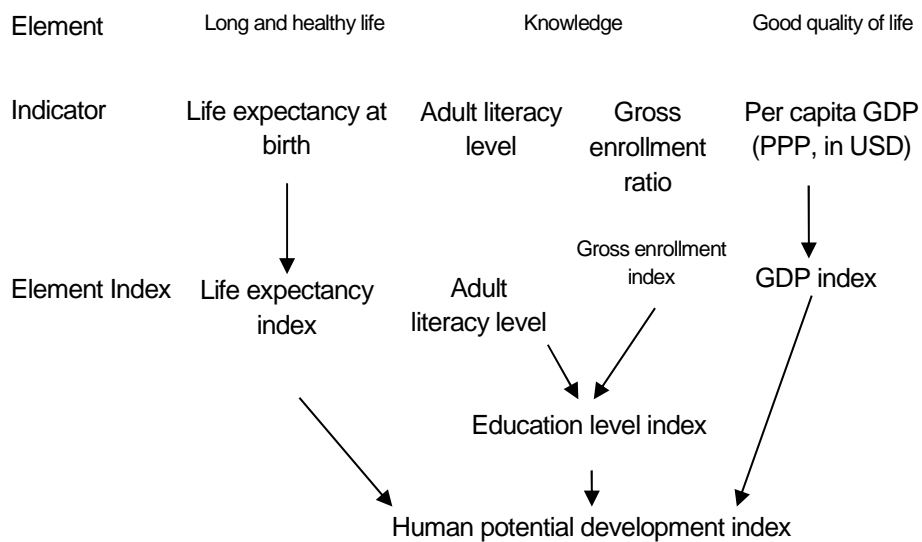 Element Long and healthy life Knowledge Good quality of life
Indicator Life expectancy at Adult literacy Gross Per capita GDP
birth level enrollment (PPP, in USD)
ratio
Gross enrollment
index
Element Index Life expectancy Adult GDP index
index literacy level
Education level index
Human potential development index